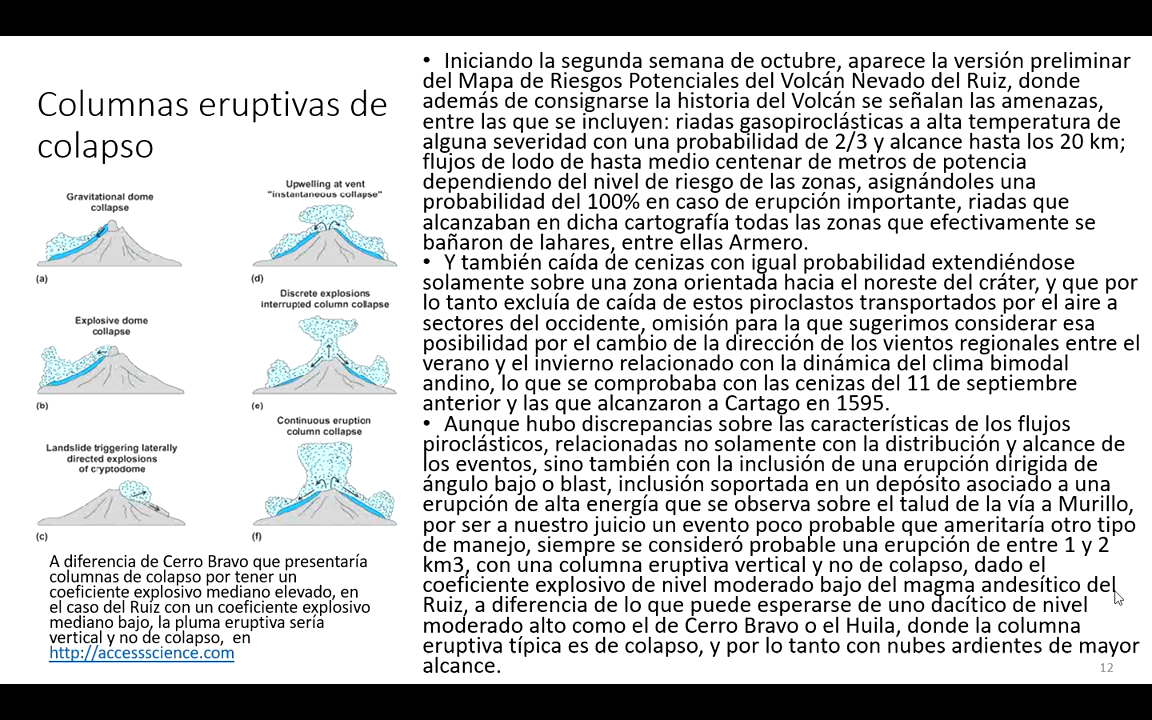 Columnas eruptivas de
colapso
Gravitational dome
collapse
(a)
Upwelling at vent
"instantaneous collapse"
(d)
Explosive dome
collapse
(b)
Discrete explosions
interrupted column collapse
(e)
Landslide triggering laterally
directed explosions
of cryptodome
(c)
Continuous eruption
column collapse
(f)
A diferencia de Cerro Bravo que presentaría
columnas de colapso por tener un
coeficiente explosivo mediano elevado, en
el caso del Ruiz con un coeficiente explosivo
mediano bajo, la pluma eruptiva sería
vertical y no de colapso, en
http://accessscience.com
• Iniciando la segunda semana de octubre, aparece la versión preliminar
del Mapa de Riesgos Potenciales del Volcán Nevado del Ruiz, donde
además de consignarse la historia del Volcán se señalan las amenazas,
entre las que se incluyen: riadas gasopiroclásticas a alta temperatura de
alguna severidad con una probabilidad de 2/3 y alcance hasta los 20 km;
flujos de lodo de hasta medio centenar de metros de potencia
dependiendo del nivel de riesgo de las zonas, asignándoles una
probabilidad del 100% en caso de erupción importante, riadas que
alcanzaban en dicha cartografía todas las zonas que efectivamente se
bañaron de lahares, entre ellas Armero.
• Y también caída de cenizas con igual probabilidad extendiéndose
solamente sobre una zona orientada hacia el noreste del cráter, y que por
lo tanto excluía de caída de estos piroclastos transportados por el aire a
sectores del occidente, omisión para la que sugerimos considerar esa
posibilidad por el cambio de la dirección de los vientos regionales entre el
verano y el invierno relacionado con la dinámica del clima bimodal
andino, lo que se comprobaba con las cenizas del 11 de septiembre
anterior y las que alcanzaron a Cartago en 1595.
• Aunque hubo discrepancias sobre las características de los flujos
piroclásticos, relacionadas no solamente con la distribución y alcance de
los eventos, sino también con la inclusión de una erupción dirigida de
ángulo bajo o blast, inclusión soportada en un depósito asociado a una
erupción de alta energía que se observa sobre el talud de la vía a Murillo,
por ser a nuestro juicio un evento poco probable que ameritaría otro tipo
de manejo, siempre se consideró probable una erupción de entre 1 y 2
km3, con una columna eruptiva vertical y no de colapso, dado el
coeficiente explosivo de nivel moderado bajo del magma andesítico del
Ruiz, a diferencia de lo que puede esperarse de uno dacítico de nivel
moderado alto como el de Cerro Bravo o el Huila, donde la columna
eruptiva típica es de colapso, y por lo tanto con nubes ardientes de mayor
alcance.
12